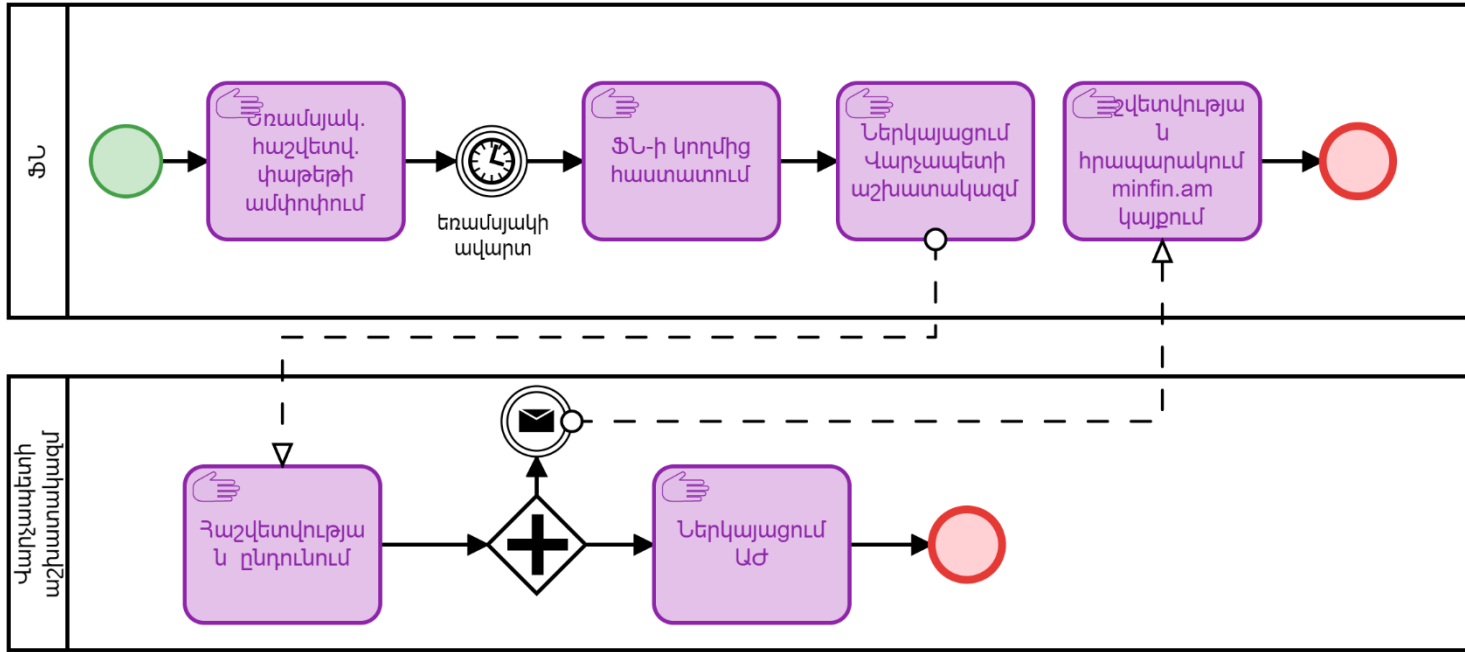 ՖՆ
Եռամսյակ.
հաշվետվ.
փաթեթի
ամփոփում
եռամսյակի
ավարտ
ՖՆ-ի կողմից
հաստատում
Ներկայացում
Վարչապետի
աշխատակազմ
շվետվությա
ն
հրապարակում
minfin.am
կայքում
Վարչապետի
աշխատակազմ
Հաշվետվությա
ն ընդունում
Ներկայացում
ԱԺ